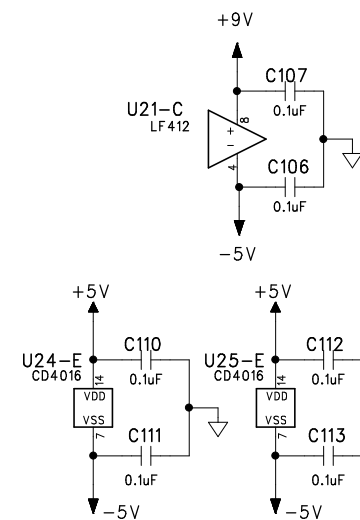 +9V
C107
U21-C
LF412
8
0.1uF
+
-
4
C106
0.1uF
-5V
+5V
+5V
C110
C112
U24-E
CD4016
14
0.1uF
U25-E
CD4016
14
0.1uF
VDD
VSS
VDD
VSS
7
C111
7
C113
0.1uF
0.1uF
-5V
-5V